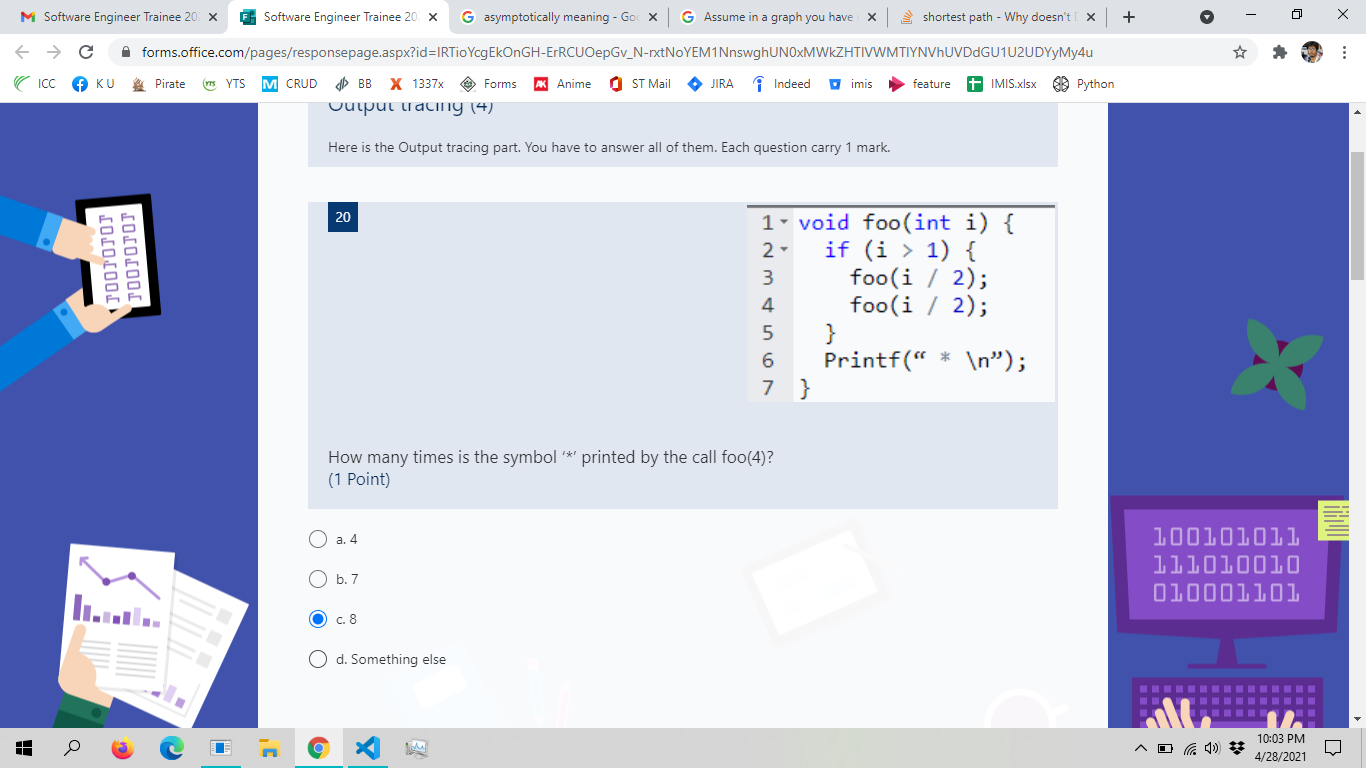 Software Engineer Trainee 20
Software Engineer Trainee 20
asymptotically meaning - Goo
Assume in a graph you have
shortest path - Why doesn't
forms.office.com/pages/responsepage.aspx?id=IRTioYcgEkOnGH-ErRCUOepGv_N-rxtNoYEM1NnswghUN0xMWkZHTlVWMTlYNVhUVDdGU1U2UDYyMy4u
ICC
K U
Pirate
YTS
CRUD
BB
1337x
Forms
AK
Anime
ST Mail
JIRA
Indeed
imis
feature
IMIS.xlsx
Python
Output tracing (4)
Here is the Output tracing part. You have to answer all of them. Each question carry 1 mark.
20
1 void foo(int i) {
2 if (i > 1) {
3 foo(i / 2);
4 foo(i / 2);
5 }
6 Printf(“ * \n”);
7 }
How many times is the symbol ‘*’ printed by the call foo(4)?
(1 Point)
a. 4
b. 7
c. 8
d. Something else
100101011
111010010
010001101
10:03 PM
4/28/2021